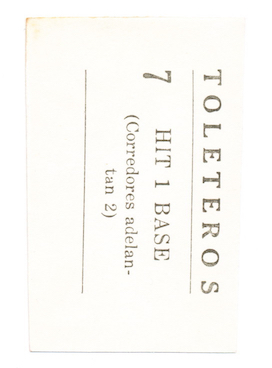 TOLETEROS
7
HIT 1 BASE
(Corredores adelan-
tan 2)